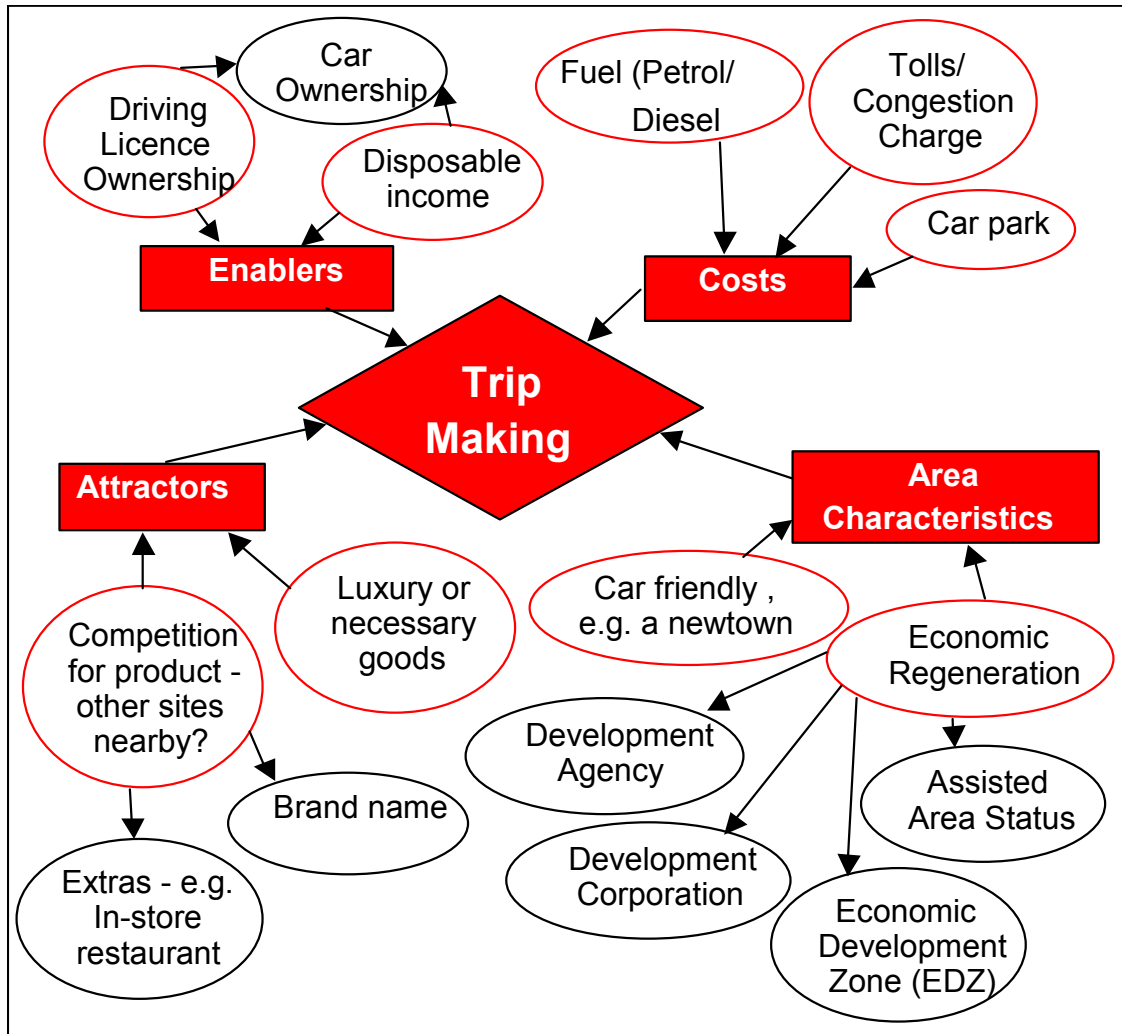 Car
Ownership
Driving
Licence
Ownership
Disposable
income
Enablers
Fuel (Petrol/
Diesel
Tolls/
Congestion
Charge
Car park
Costs
Trip
Making
Attractors
Area
Characteristics
Competition
for product -
other sites
nearby?
Luxury or
necessary
goods
Brand name
Extras - e.g.
In-store
restaurant
Car friendly ,
e.g. a newtown
Economic
Regeneration
Development
Agency
Development
Corporation
Assisted
Area Status
Economic
Development
Zone (EDZ)